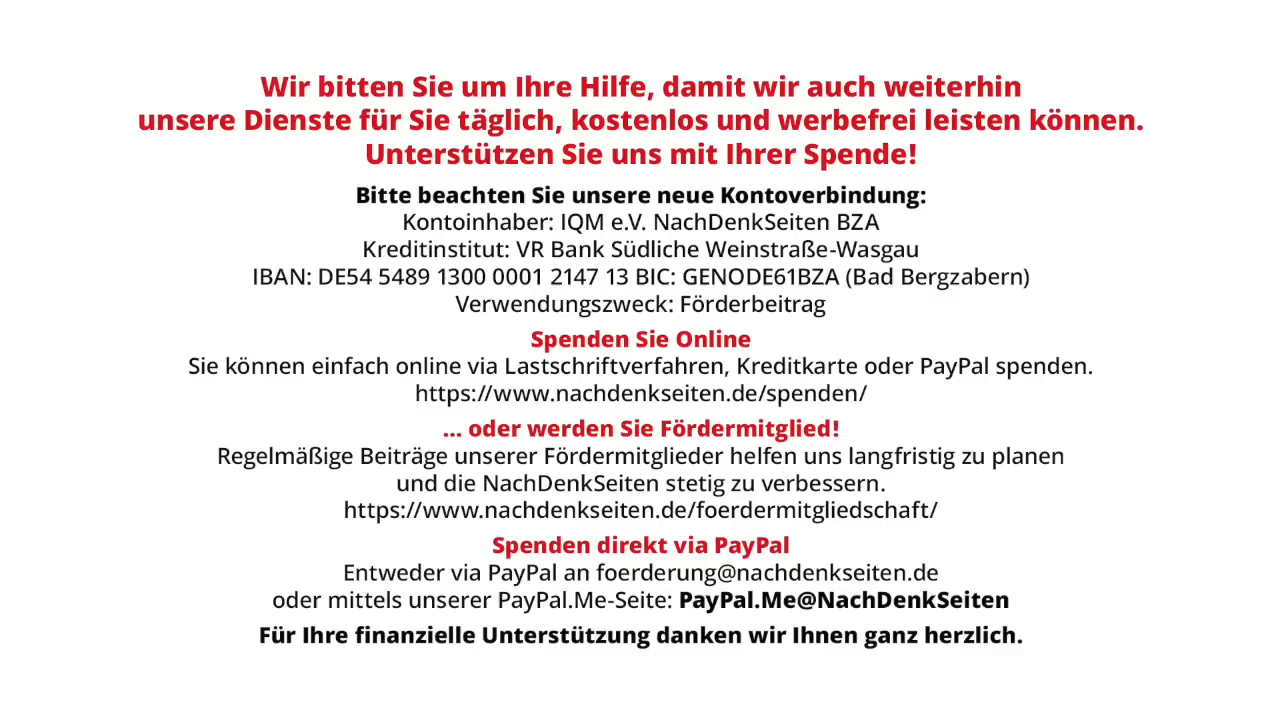 Wir bitten Sie um Ihre Hilfe, damit wir auch weiterhin
unsere Dienste für Sie täglich, kostenlos und werbefrei leisten können.
Unterstützen Sie uns mit Ihrer Spende!
Bitte beachten Sie unsere neue Kontoverbindung:
Kontoinhaber: IQM e.V. NachDenkSeiten BZA
Kreditinstitut: VR Bank Südliche Weinstraße-Wasgau
IBAN: DE54 5489 1300 0001 2147 13 BIC: GENODE61BZA (Bad Bergzabern)
Verwendungszweck: Förderbeitrag
Spenden Sie Online
Sie können einfach online via Lastschriftverfahren, Kreditkarte oder PayPal spenden.
https://www.nachdenkseiten.de/spenden/
... oder werden Sie Fördermitglied!
Regelmäßige Beiträge unserer Fördermitglieder helfen uns langfristig zu planen
und die NachDenkSeiten stetig zu verbessern.
https://www.nachdenkseiten.de/foerdermitgliedschaft/
Spenden direkt via PayPal
Entweder via PayPal an foerderung@nachdenkseiten.de
oder mittels unserer PayPal.Me-Seite: PayPal.Me@NachDenkSeiten
Für Ihre finanzielle Unterstützung danken wir Ihnen ganz herzlich.